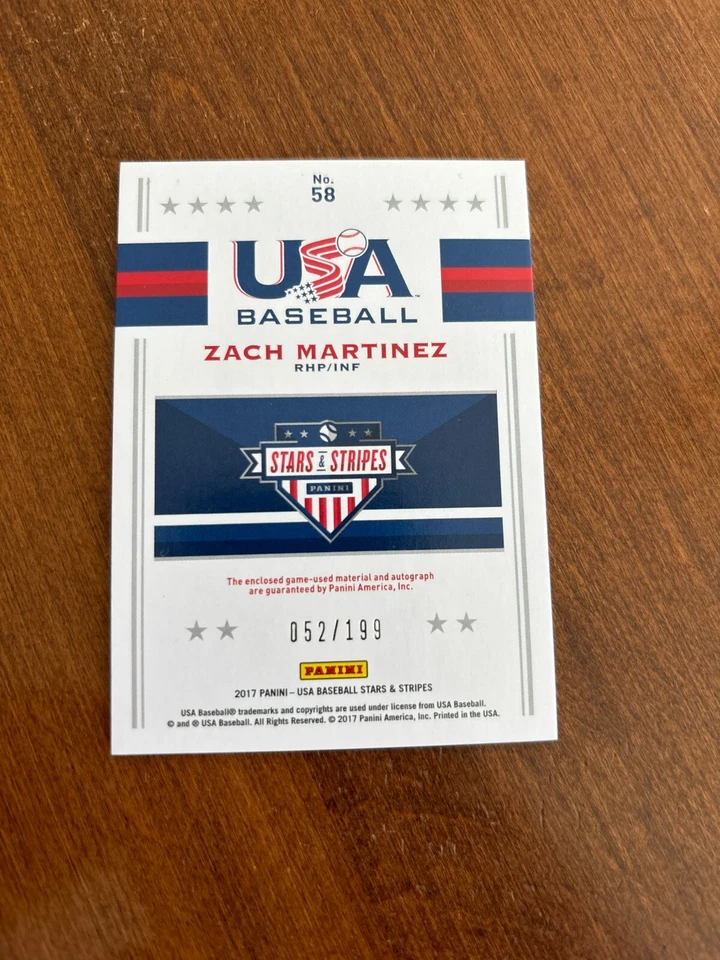 No.
58
USA
BASEBALL
ZACH MARTINEZ
RHP/INF
STARS & STRIPES
PANINI
The enclosed game-used material and autograph
are guaranteed by Panini America, Inc.
052/199
PANINI
2017 PANINI – USA BASEBALL STARS & STRIPES
USA Baseball® trademarks and copyrights are used under license from USA Baseball.
© and ® USA Baseball. All Rights Reserved. © 2017 Panini America, Inc. Printed in the USA.